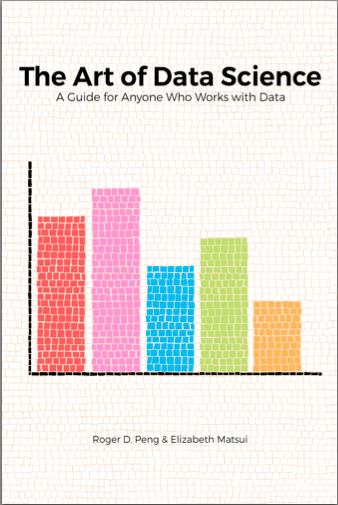 The Art of Data Science
A Guide for Anyone Who Works with Data
Roger D. Peng & Elizabeth Matsui